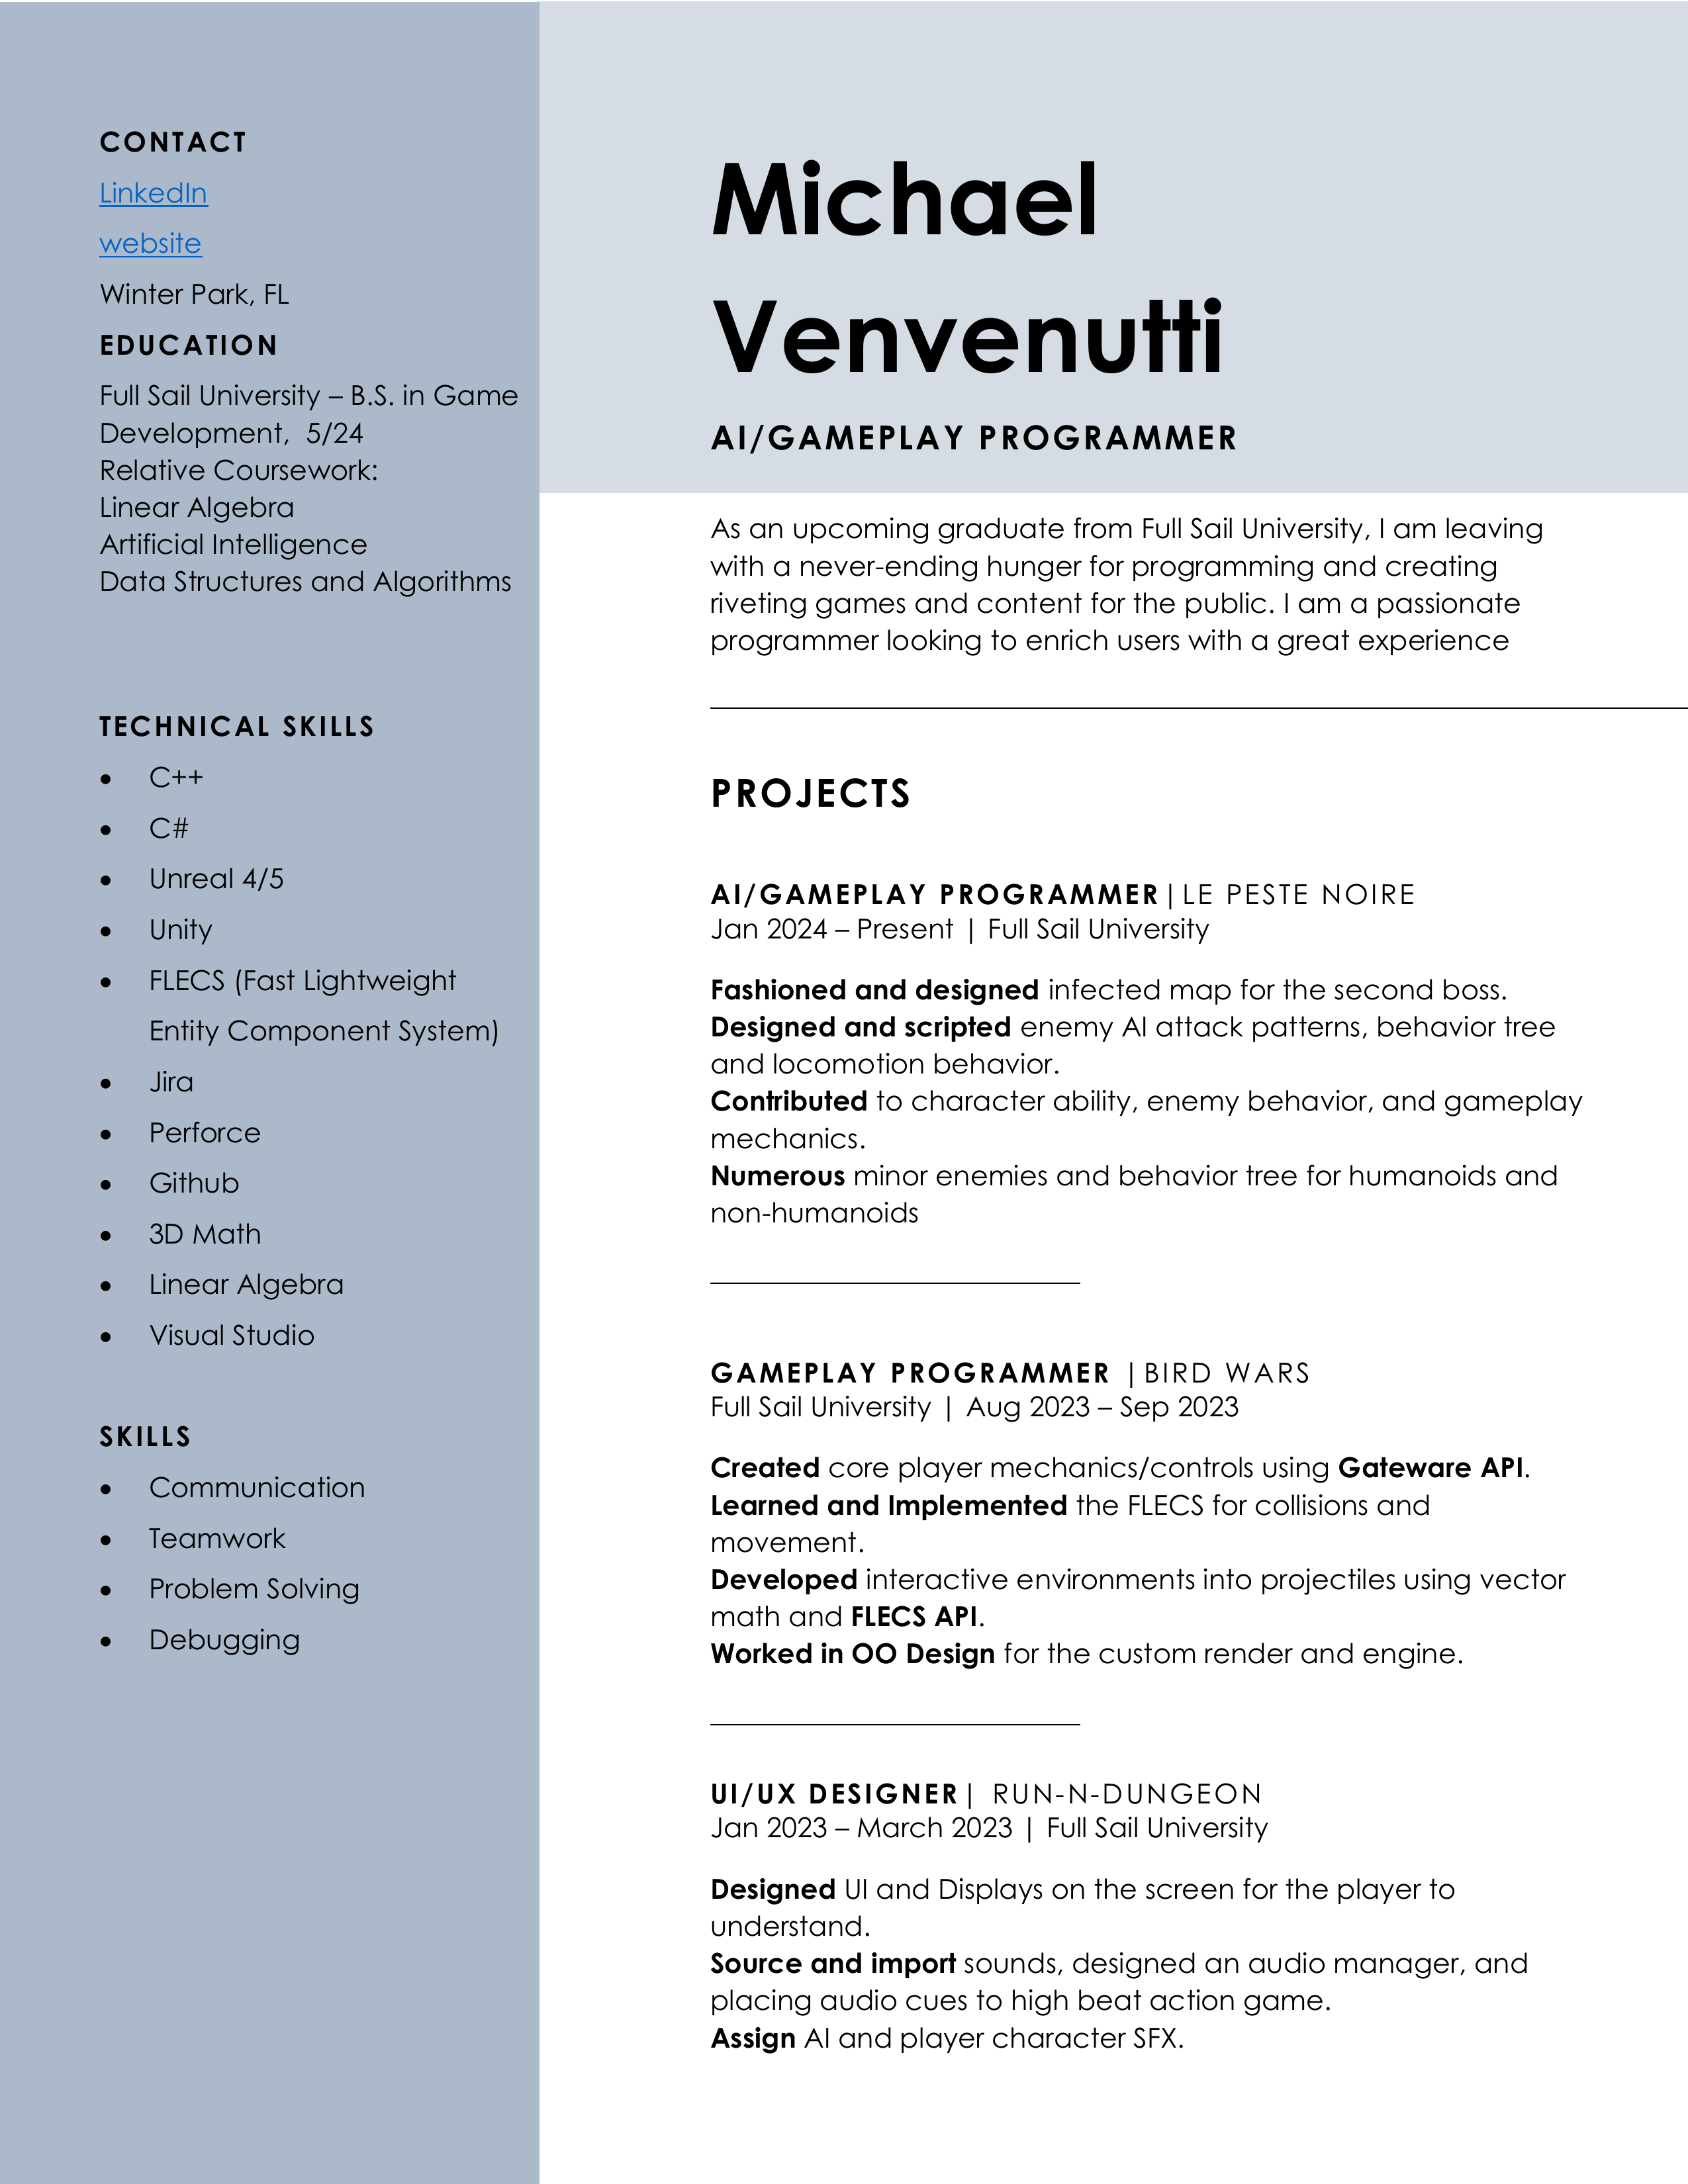 CONTACT
LinkedIn
website
Winter Park, FL
EDUCATION
Full Sail University – B.S. in Game
Development,  5/24
Relative Coursework:
Linear Algebra
Artificial Intelligence
Data Structures and Algorithms
TECHNICAL SKILLS
• C++
• C#
• Unreal 4/5
• Unity
• FLECS (Fast Lightweight
Entity Component System)
• Jira
• Perforce
• Github
• 3D Math
• Linear Algebra
• Visual Studio
SKILLS
• Communication
• Teamwork
• Problem Solving
• Debugging
Michael
Venvenutti
AI/GAMEPLAY PROGRAMMER
As an upcoming graduate from Full Sail University, I am leaving
with a never-ending hunger for programming and creating
riveting games and content for the public. I am a passionate
programmer looking to enrich users with a great experience
PROJECTS
AI/GAMEPLAY PROGRAMMER|LE PESTE NOIRE
Jan 2024 – Present | Full Sail University
Fashioned and designed infected map for the second boss.
Designed and scripted enemy AI attack patterns, behavior tree
and locomotion behavior.
Contributed to character ability, enemy behavior, and gameplay
mechanics.
Numerous minor enemies and behavior tree for humanoids and
non-humanoids
GAMEPLAY PROGRAMMER |BIRD WARS
Full Sail University | Aug 2023 – Sep 2023
Created core player mechanics/controls using Gateware API.
Learned and Implemented the FLECS for collisions and
movement.
Developed interactive environments into projectiles using vector
math and FLECS API.
Worked in OO Design for the custom render and engine.
UI/UX DESIGNER| RUN-N-DUNGEON
Jan 2023 – March 2023 | Full Sail University
Designed UI and Displays on the screen for the player to
understand.
Source and import sounds, designed an audio manager, and
placing audio cues to high beat action game.
Assign AI and player character SFX.